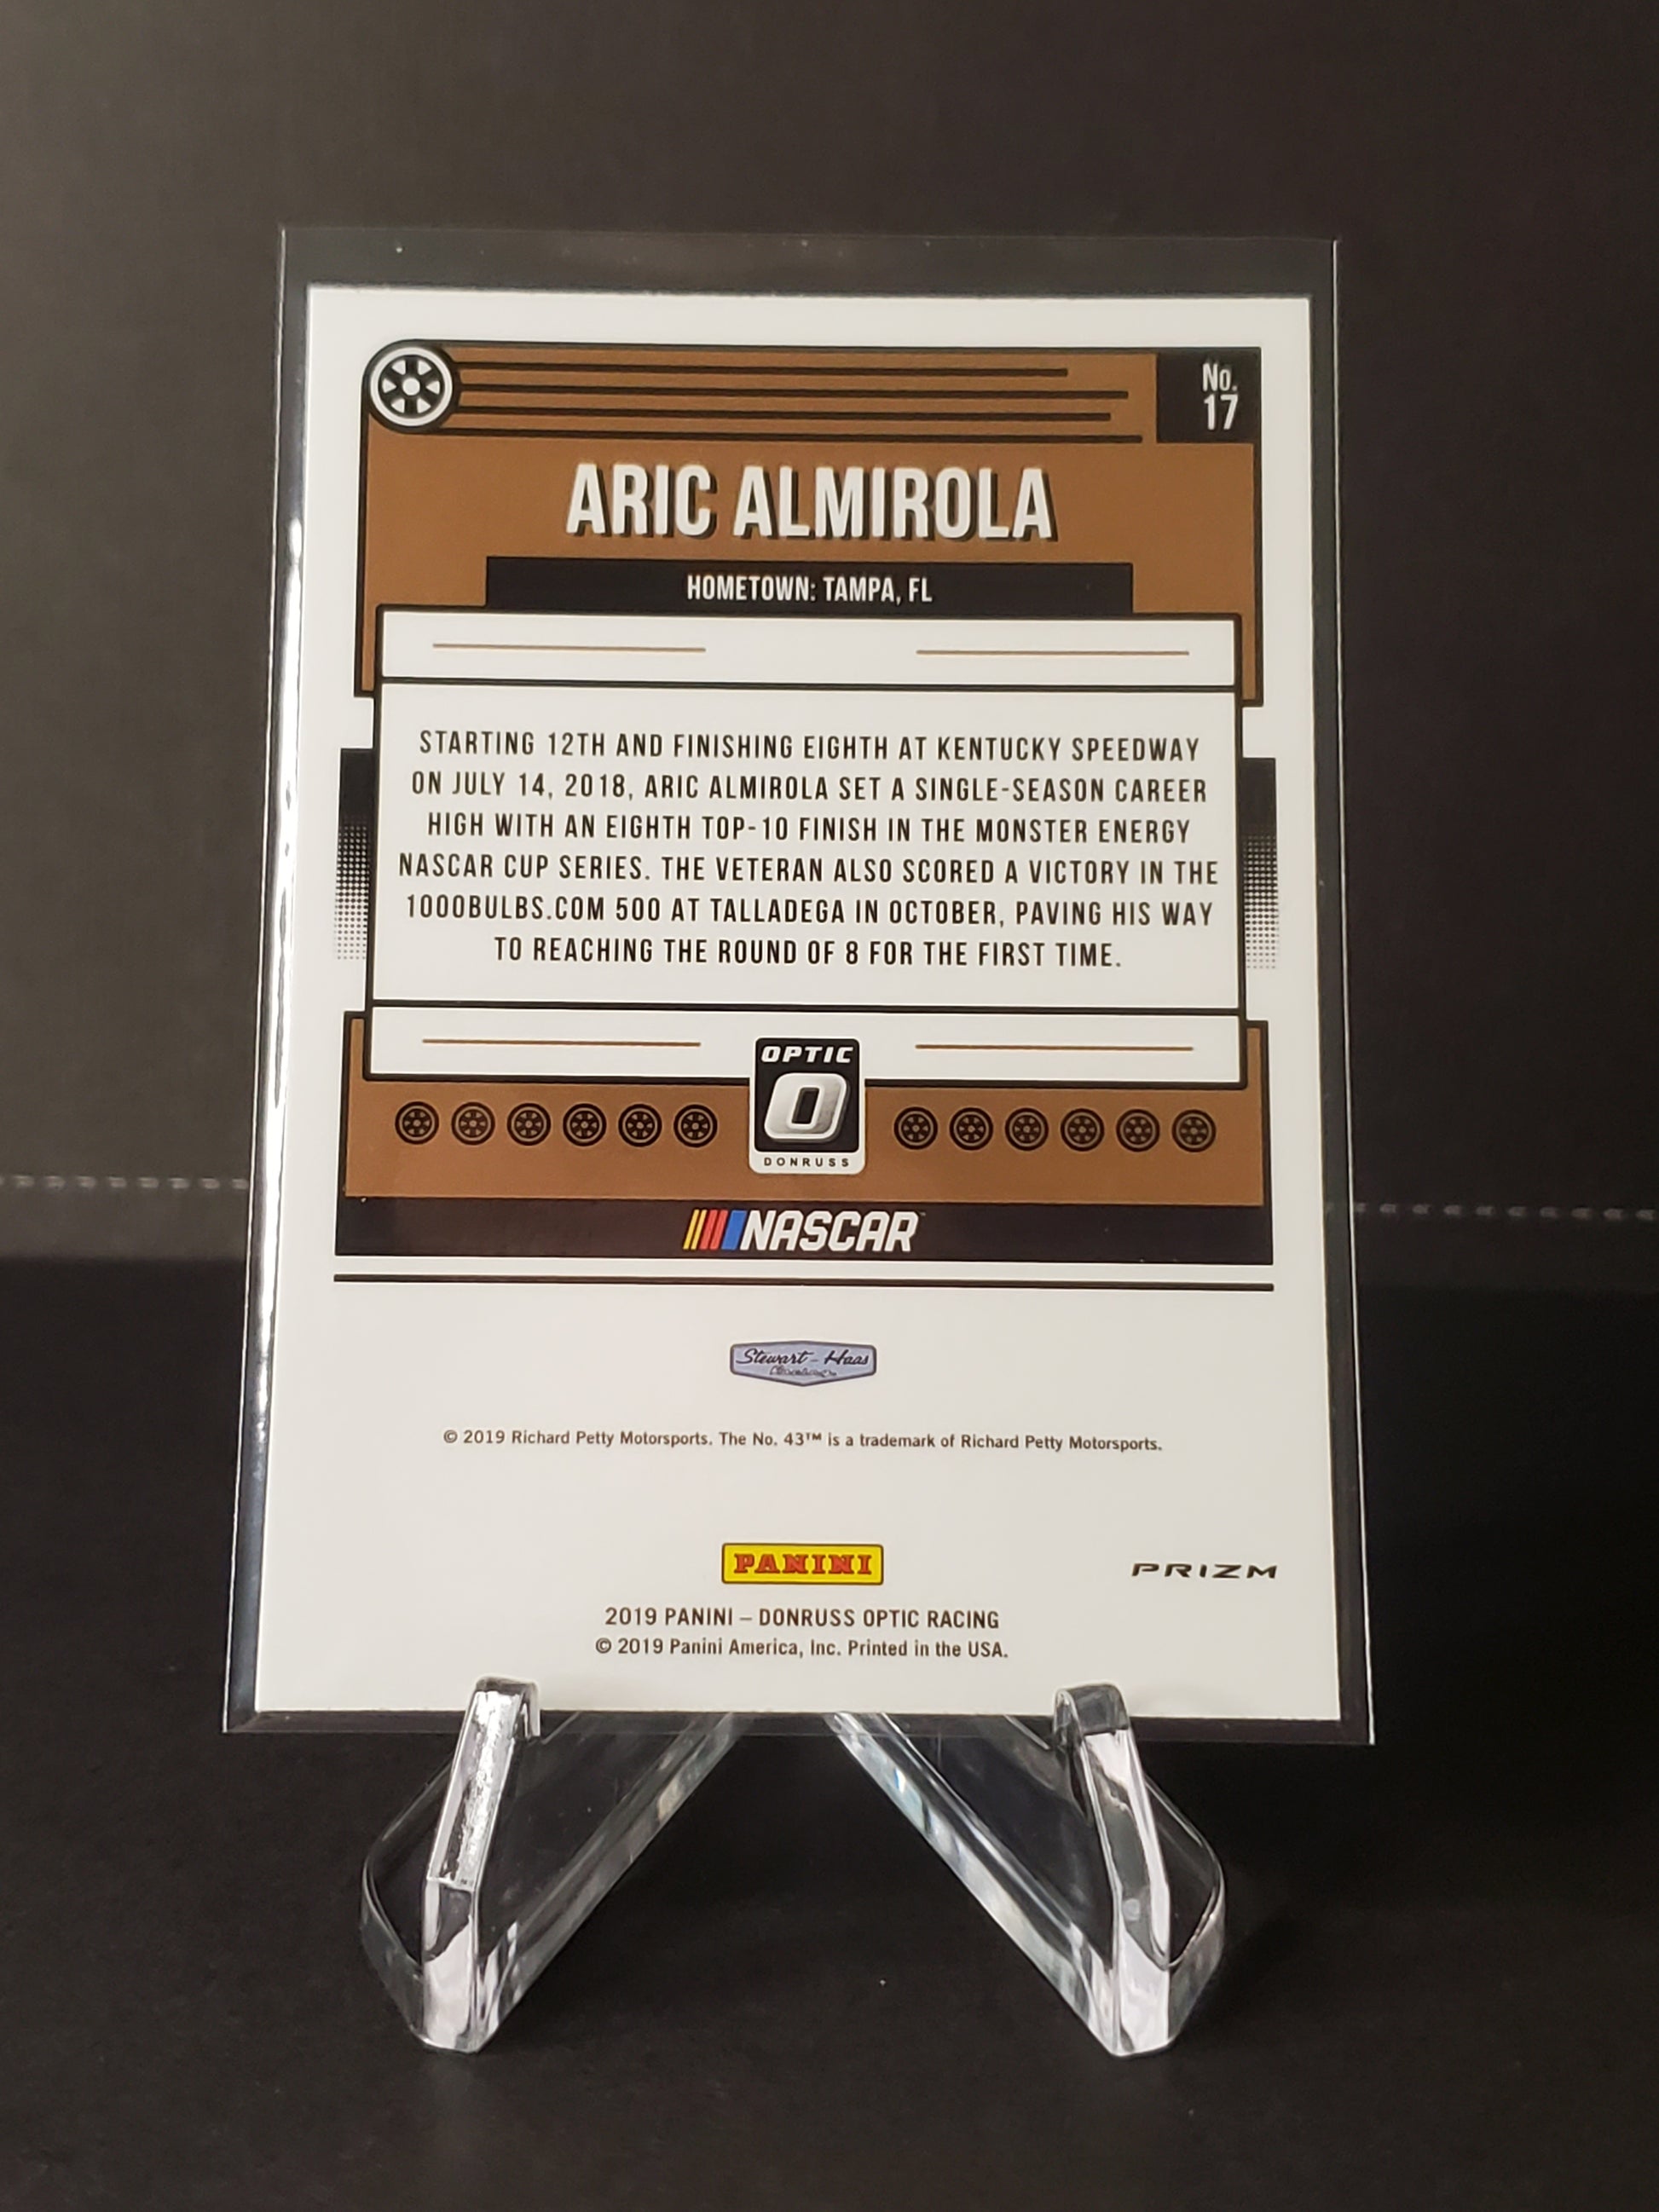 No.
17
ARIC ALMIROLA
HOMETOWN: TAMPA, FL
STARTING 12TH AND FINISHING EIGHTH AT KENTUCKY SPEEDWAY
ON JULY 14, 2018, ARIC ALMIROLA SET A SINGLE-SEASON CAREER
HIGH WITH AN EIGHTH TOP-10 FINISH IN THE MONSTER ENERGY
NASCAR CUP SERIES. THE VETERAN ALSO SCORED A VICTORY IN THE
1000BULBS.COM 500 AT TALLADEGA IN OCTOBER, PAVING HIS WAY
TO REACHING THE ROUND OF 8 FOR THE FIRST TIME.
OPTIC
O
DONRUSS
NASCAR
Stewart-Haas
© 2019 Richard Petty Motorsports. The No. 43™ is a trademark of Richard Petty Motorsports.
PANINI
PRIZM
2019 PANINI – DONRUSS OPTIC RACING
© 2019 Panini America, Inc. Printed in the USA.